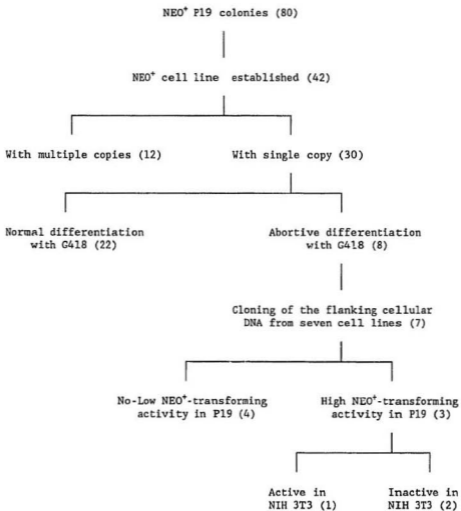 NEO⁺ P19 colonies (80)
NEO⁺ cell line established (42)
With multiple copies (12) With single copy (30)
Normal differentiation
with G418 (22)
Abortive differentiation
with G418 (8)
Cloning of the flanking cellular
DNA from seven cell lines (7)
No-Low NEO⁺-transforming
activity in P19 (4)
High NEO⁺-transforming
activity in P19 (3)
Active in
NIH 3T3 (1)
Inactive in
NIH 3T3 (2)